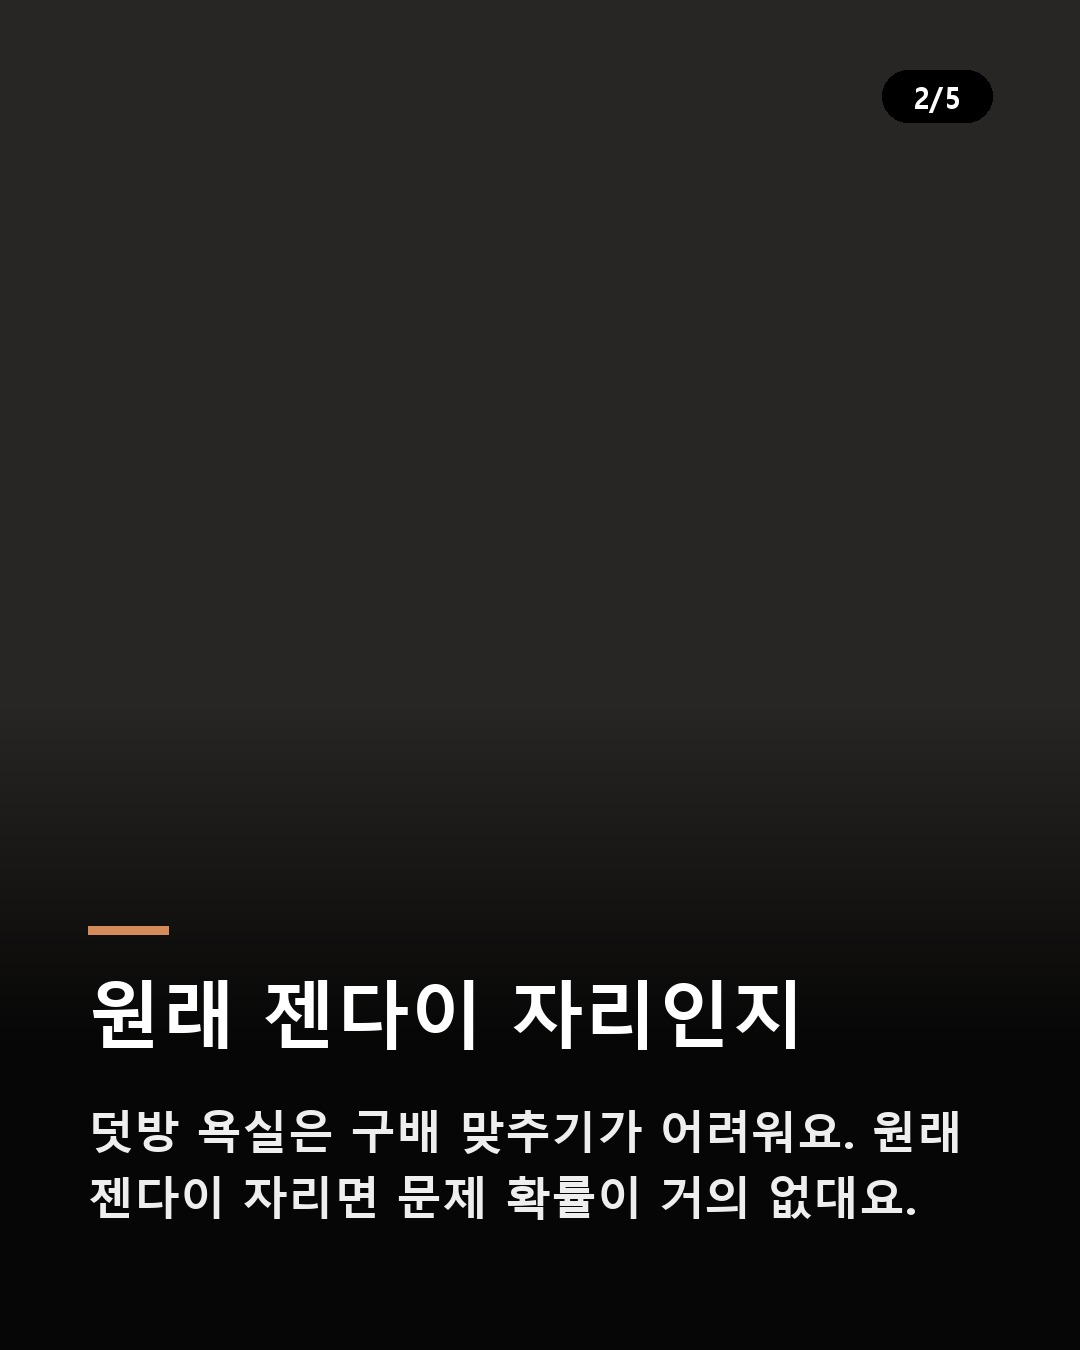 2/5
원래 젠다이 자리인지
덧방 욕실은 구배 맞추기가 어려워요. 원래
젠다이 자리면 문제 확률이 거의 없대요.